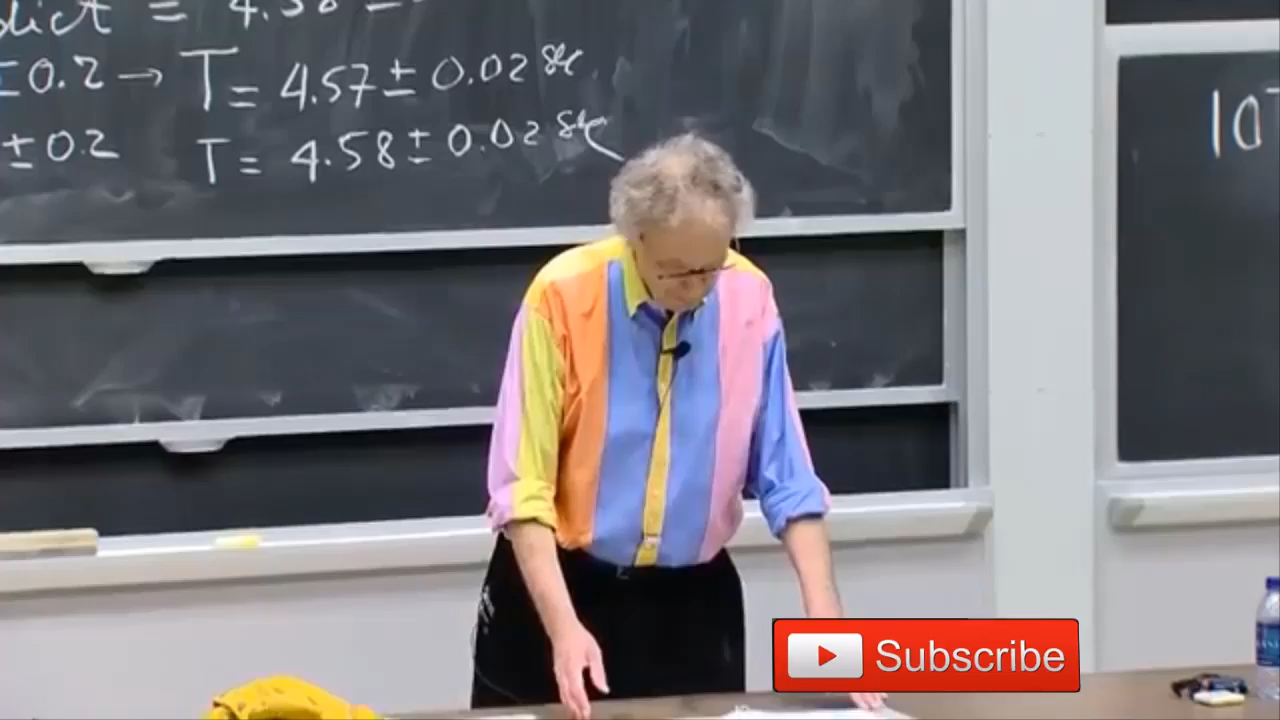 dict = 4.58 ±
± 0.2 → T = 4.57 ± 0.02 sec
± 0.2 T = 4.58 ± 0.02 sec
10
Subscribe